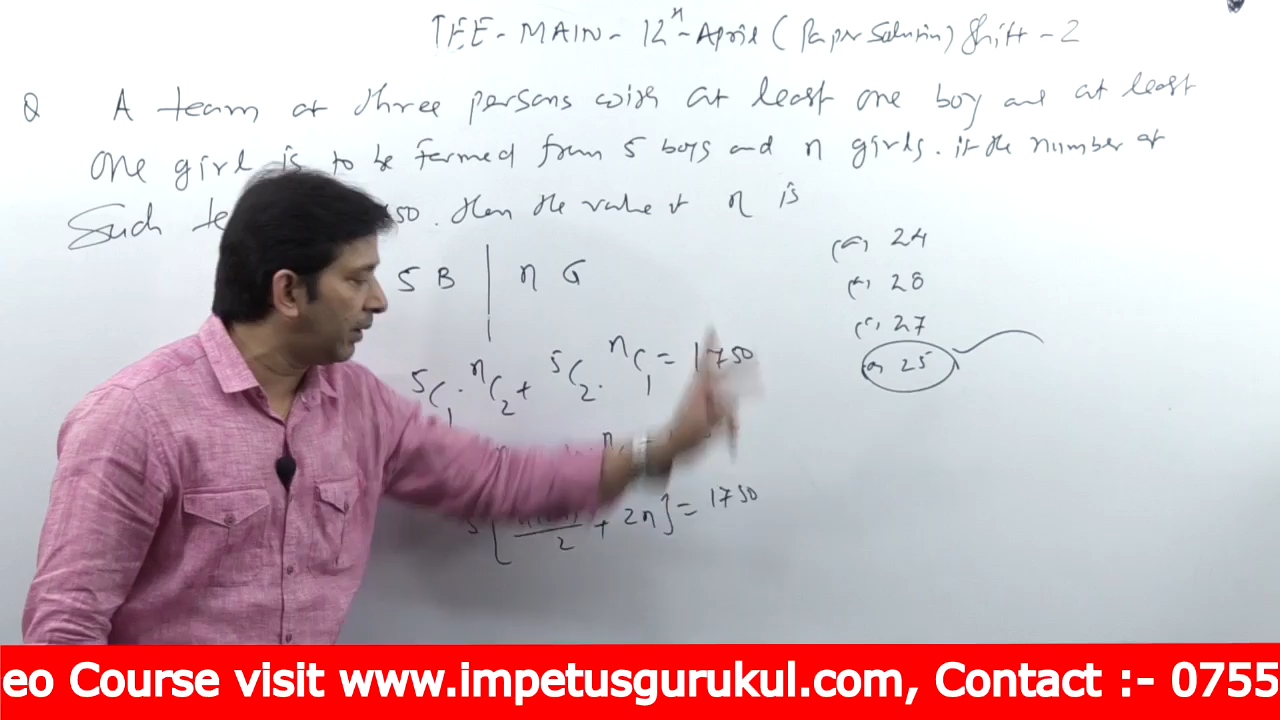 JEE-MAIN-12th-April (Paper Solution) Shift-2
Q A team of three persons with at least one boy and at least
one girl is to be formed from 5 boys and n girls. if the number of
Such 750. then the value of n is
(a) 24
5 B | n G
28
(c) 27
5C1 . nC2 + 5C2 . nC1 = 1750
25
2 + 2n] = 1750
eo Course visit www.impetusgurukul.com, Contact :- 0755